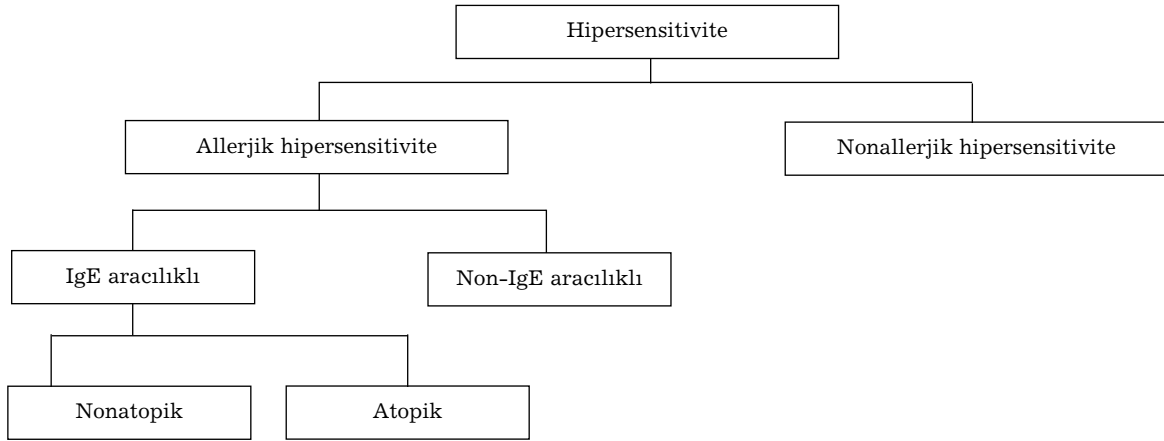 Hipersensitivite
Allerjik hipersensitivite
Nonallerjik hipersensitivite
IgE aracılıklı
Non-IgE aracılıklı
Nonatopik
Atopik